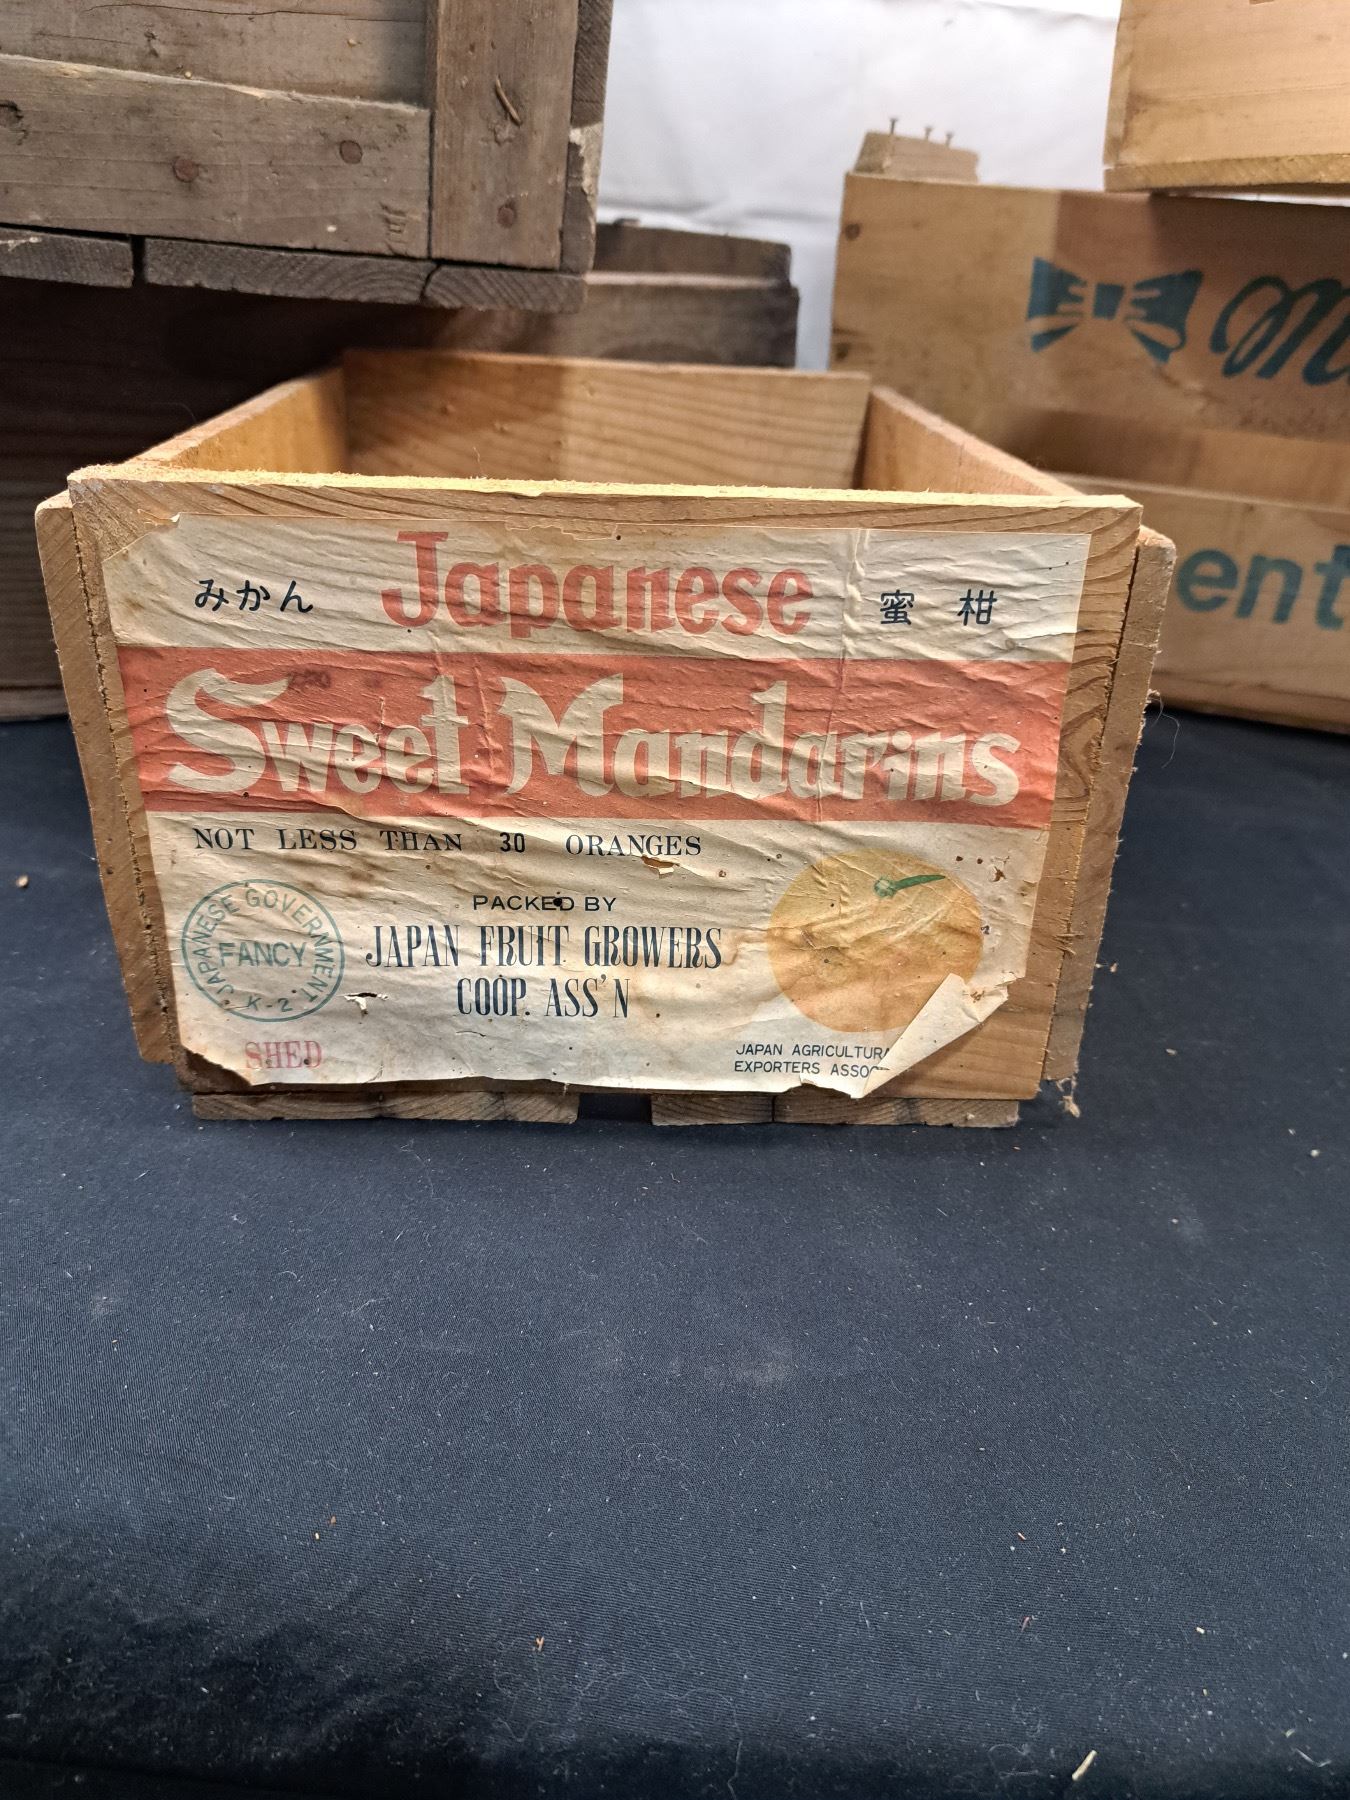 みかん Japanese 蜜柑
Sweet Mandarins
NOT LESS THAN 30 ORANGES
JAPANESE GOVERNMENT
FANCY
K-2
PACKED BY
JAPAN FRUIT GROWERS
COOP. ASS'N
SHED
JAPAN AGRICULTURA
EXPORTERS ASSOC
ent